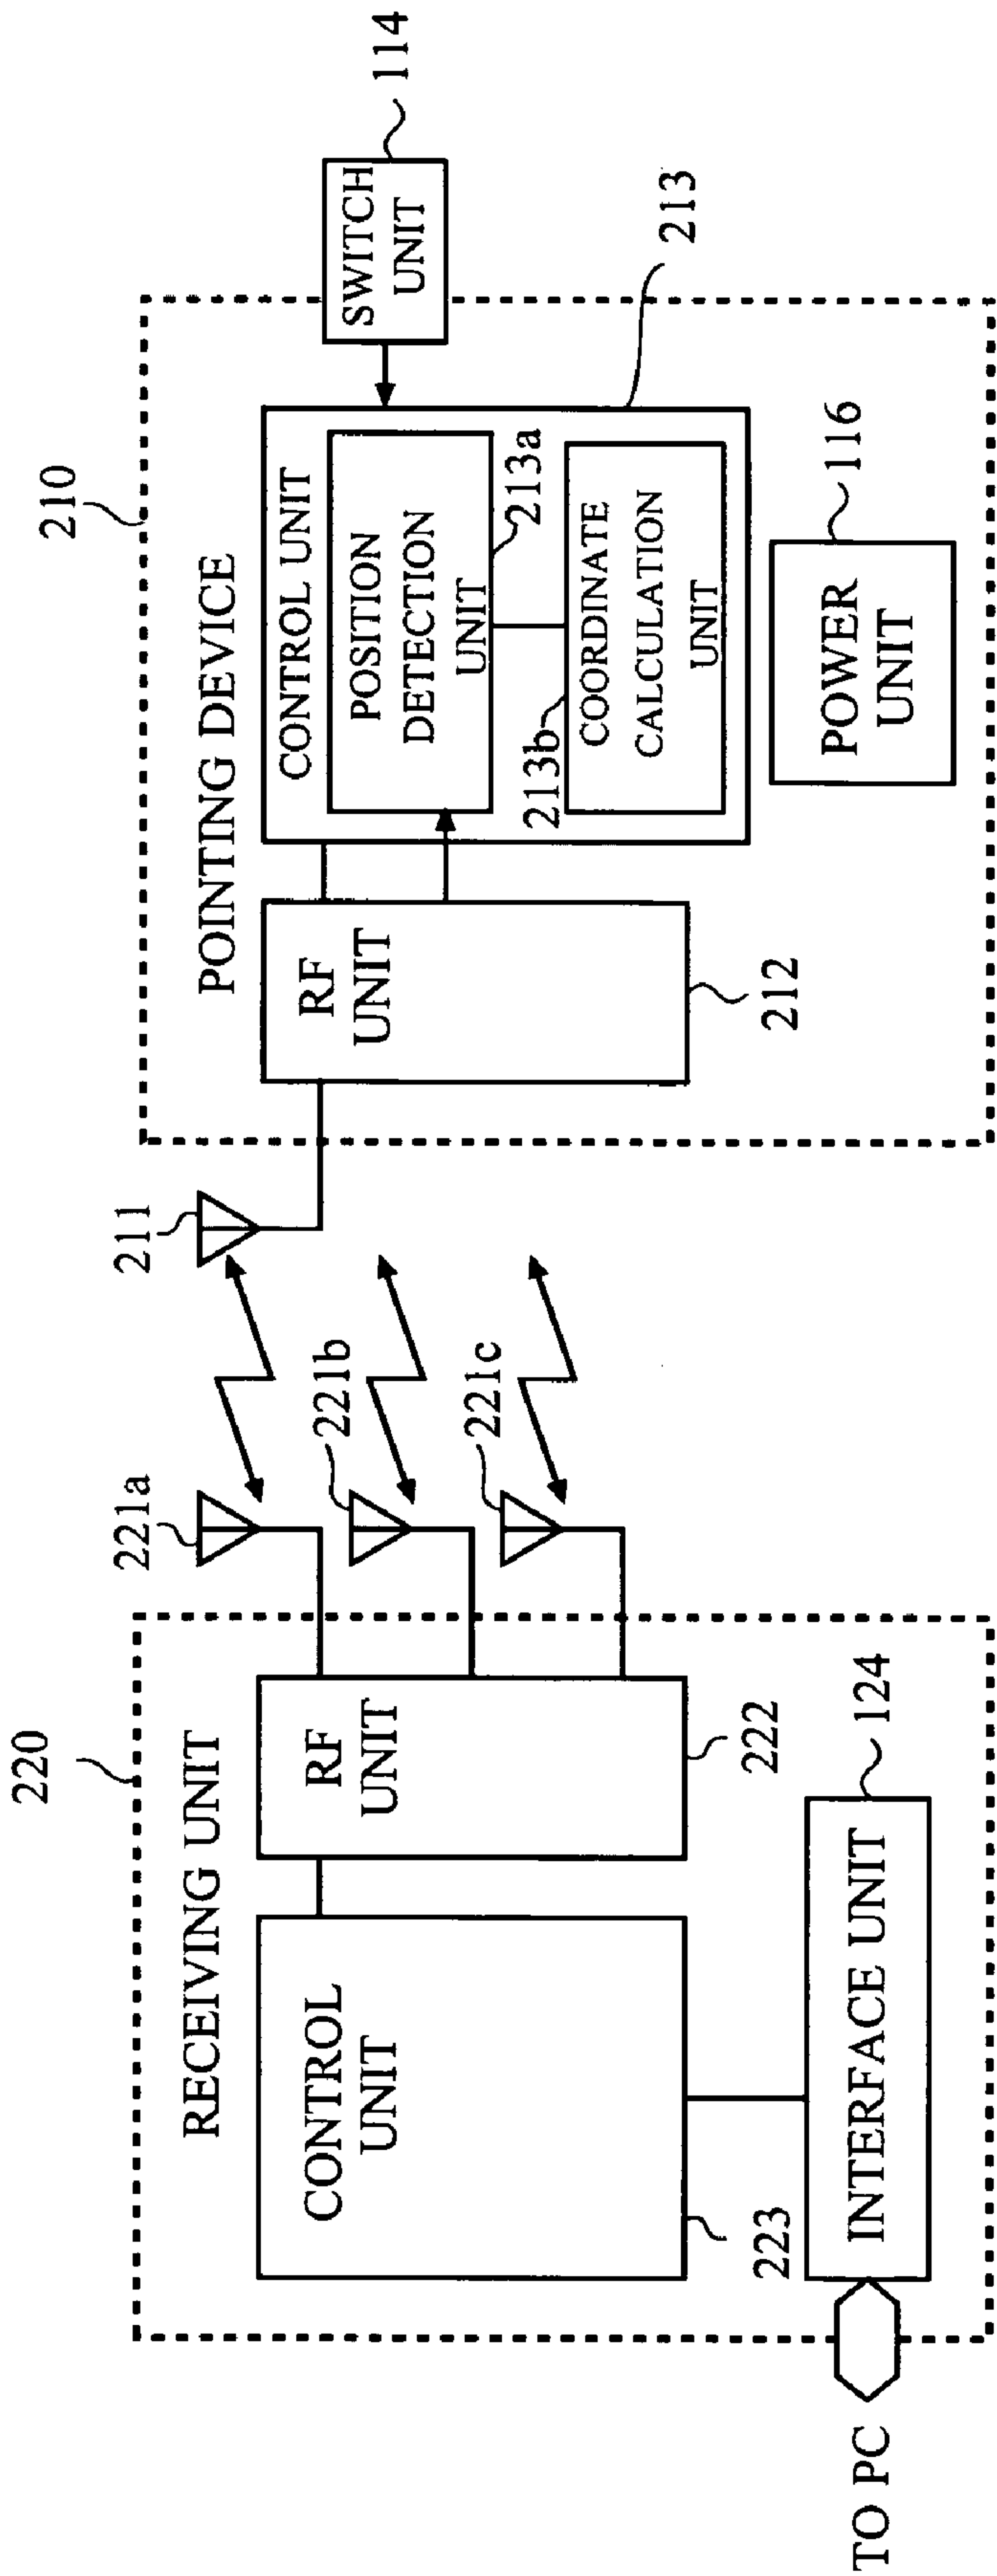 220
RECEIVING UNIT
CONTROL
UNIT
223
RF
UNIT
222
INTERFACE UNIT
124
TO PC
221a
221b
221c
211
210
POINTING DEVICE
RF
UNIT
212
CONTROL UNIT
POSITION
DETECTION
UNIT
213a
213b
COORDINATE
CALCULATION
UNIT
213
SWITCH
UNIT
114
POWER
UNIT
116